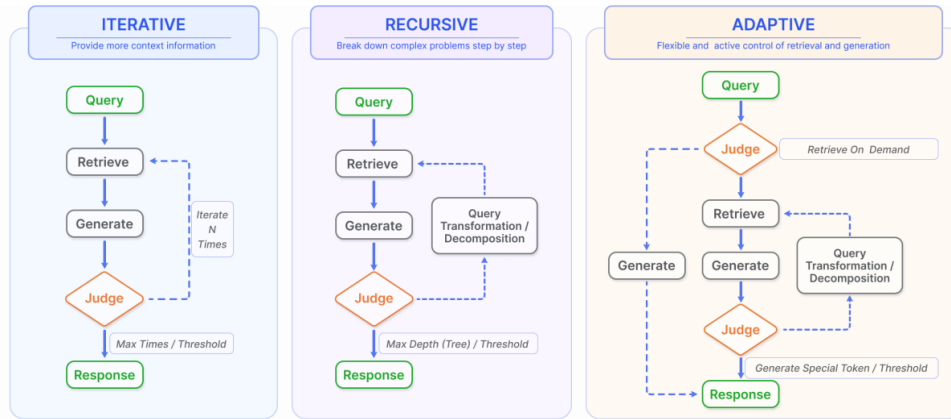 ITERATIVE
Provide more context information
Query
Retrieve
Generate
Iterate
N
Times
Judge
Max Times / Threshold
Response
RECURSIVE
Break down complex problems step by step
Query
Retrieve
Generate
Query
Transformation /
Decomposition
Judge
Max Depth (Tree) / Threshold
Response
ADAPTIVE
Flexible and active control of retrieval and generation
Query
Judge
Retrieve On Demand
Retrieve
Generate
Generate
Query
Transformation /
Decomposition
Judge
Generate Special Token / Threshold
Response